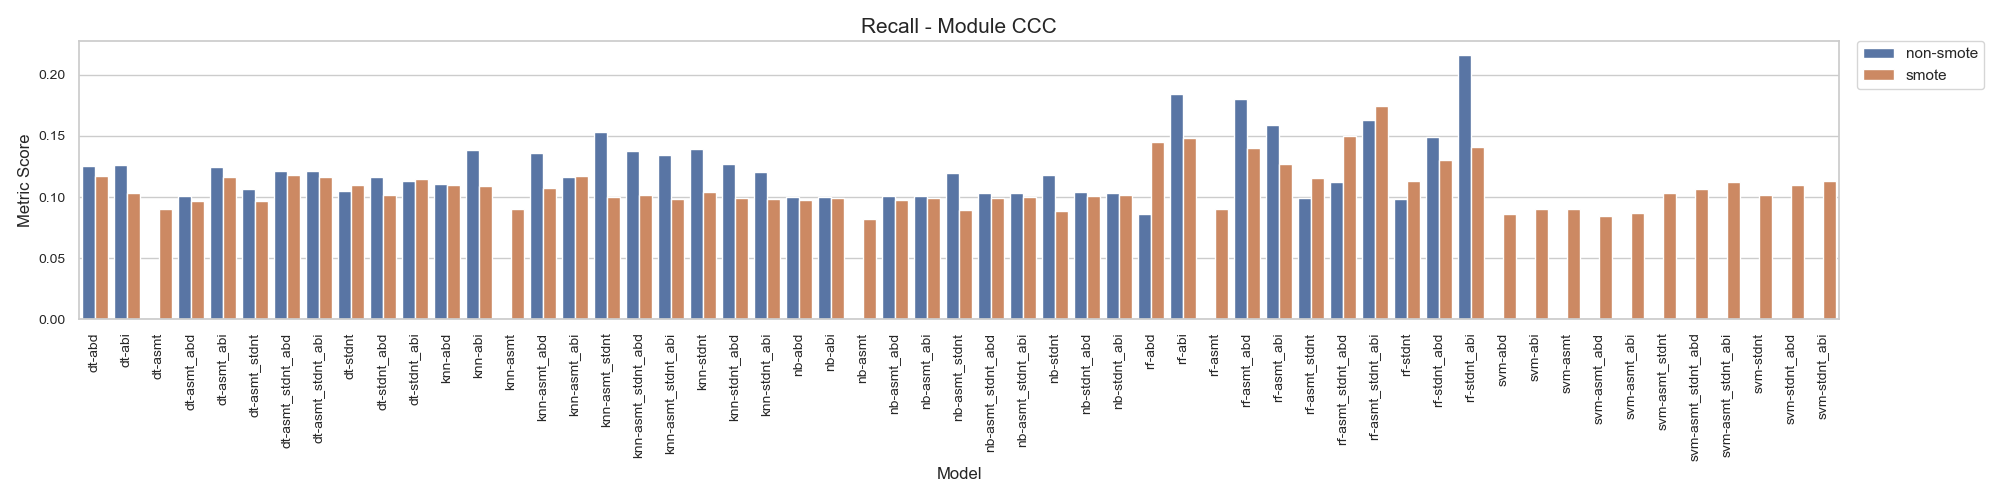 Recall - Module CCC
non-smote
smote
Metric Score
0.20
0.15
0.10
0.05
0.00
dt-abd
dt-abi
dt-asmt
dt-asmt_abd
dt-asmt_abi
dt-asmt_stdnt
dt-asmt_stdnt_abd
dt-asmt_stdnt_abi
dt-stdnt
dt-stdnt_abd
dt-stdnt_abi
knn-abd
knn-abi
knn-asmt
knn-asmt_abd
knn-asmt_abi
knn-asmt_stdnt
knn-asmt_stdnt_abd
knn-asmt_stdnt_abi
knn-stdnt
knn-stdnt_abd
knn-stdnt_abi
nb-abd
nb-abi
nb-asmt
nb-asmt_abd
nb-asmt_abi
nb-asmt_stdnt
nb-asmt_stdnt_abd
nb-asmt_stdnt_abi
nb-stdnt
nb-stdnt_abd
nb-stdnt_abi
rf-abd
rf-abi
rf-asmt
rf-asmt_abd
rf-asmt_abi
rf-asmt_stdnt
rf-asmt_stdnt_abd
rf-asmt_stdnt_abi
rf-stdnt
rf-stdnt_abd
rf-stdnt_abi
svm-abd
svm-abi
svm-asmt
svm-asmt_abd
svm-asmt_abi
svm-asmt_stdnt
svm-asmt_stdnt_abd
svm-asmt_stdnt_abi
svm-stdnt
svm-stdnt_abd
svm-stdnt_abi
Model